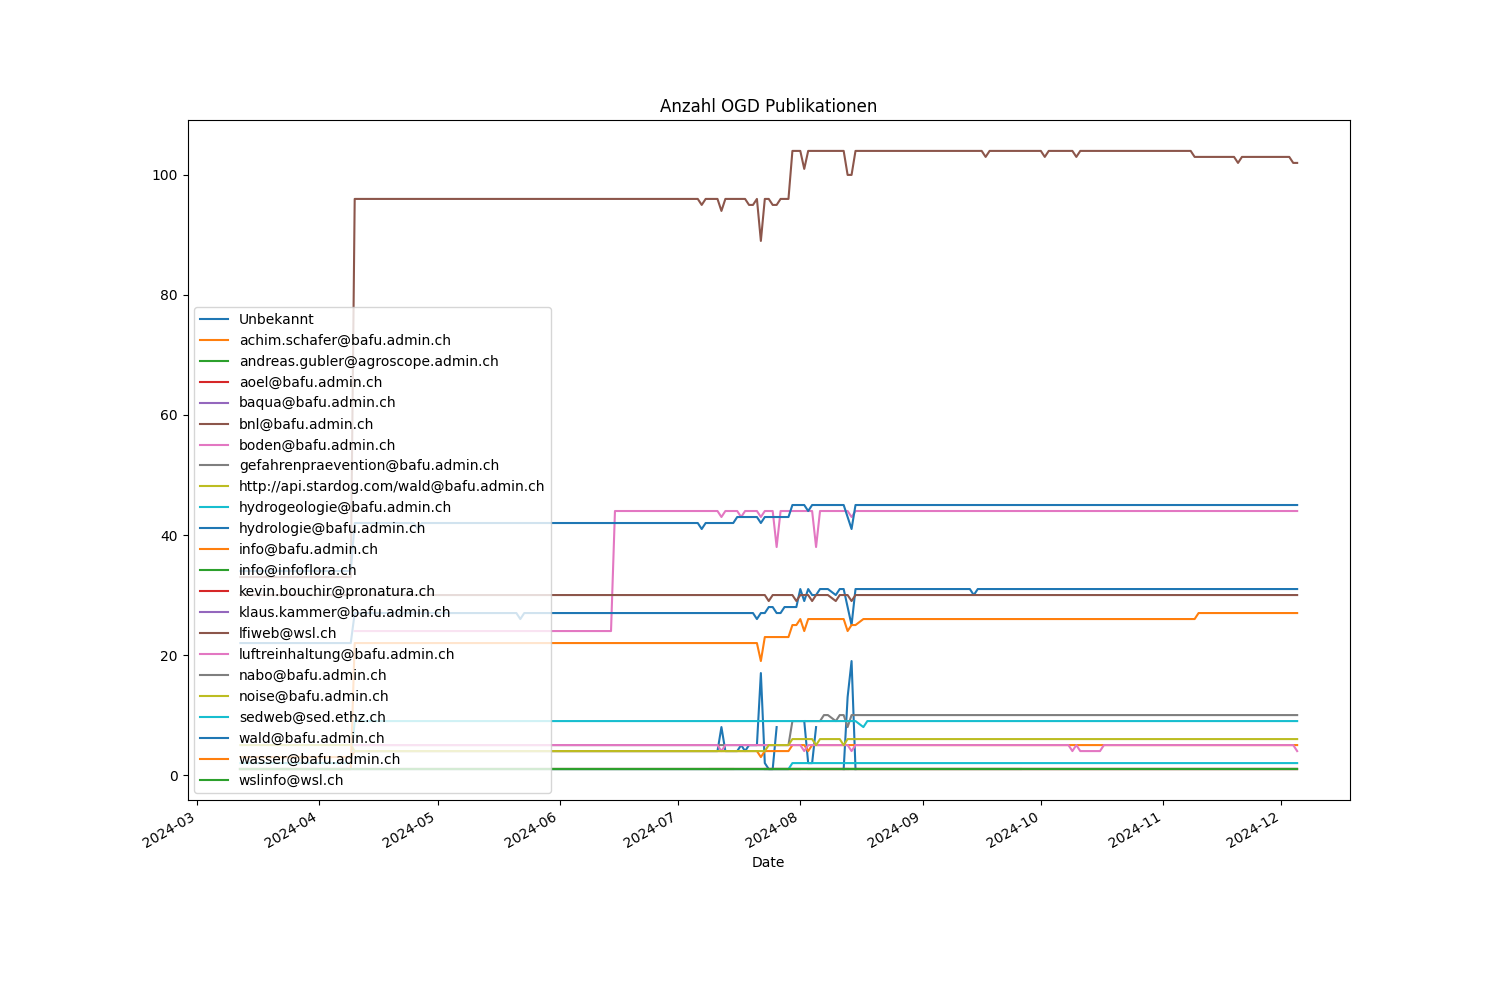 Anzahl OGD Publikationen
100
80
60
40
20
0
Unbekannt
achim.schafer@bafu.admin.ch
andreas.gubler@agroscope.admin.ch
aoel@bafu.admin.ch
baqua@bafu.admin.ch
bnl@bafu.admin.ch
boden@bafu.admin.ch
gefahrenpraevention@bafu.admin.ch
http://api.stardog.com/wald@bafu.admin.ch
hydrogeologie@bafu.admin.ch
hydrologie@bafu.admin.ch
info@bafu.admin.ch
info@infoflora.ch
kevin.bouchir@pronatura.ch
klaus.kammer@bafu.admin.ch
lfiweb@wsl.ch
luftreinhaltung@bafu.admin.ch
nabo@bafu.admin.ch
noise@bafu.admin.ch
sedweb@sed.ethz.ch
wald@bafu.admin.ch
wasser@bafu.admin.ch
wslinfo@wsl.ch
2024-03
2024-04
2024-05
2024-06
2024-07
2024-08
2024-09
2024-10
2024-11
2024-12
Date